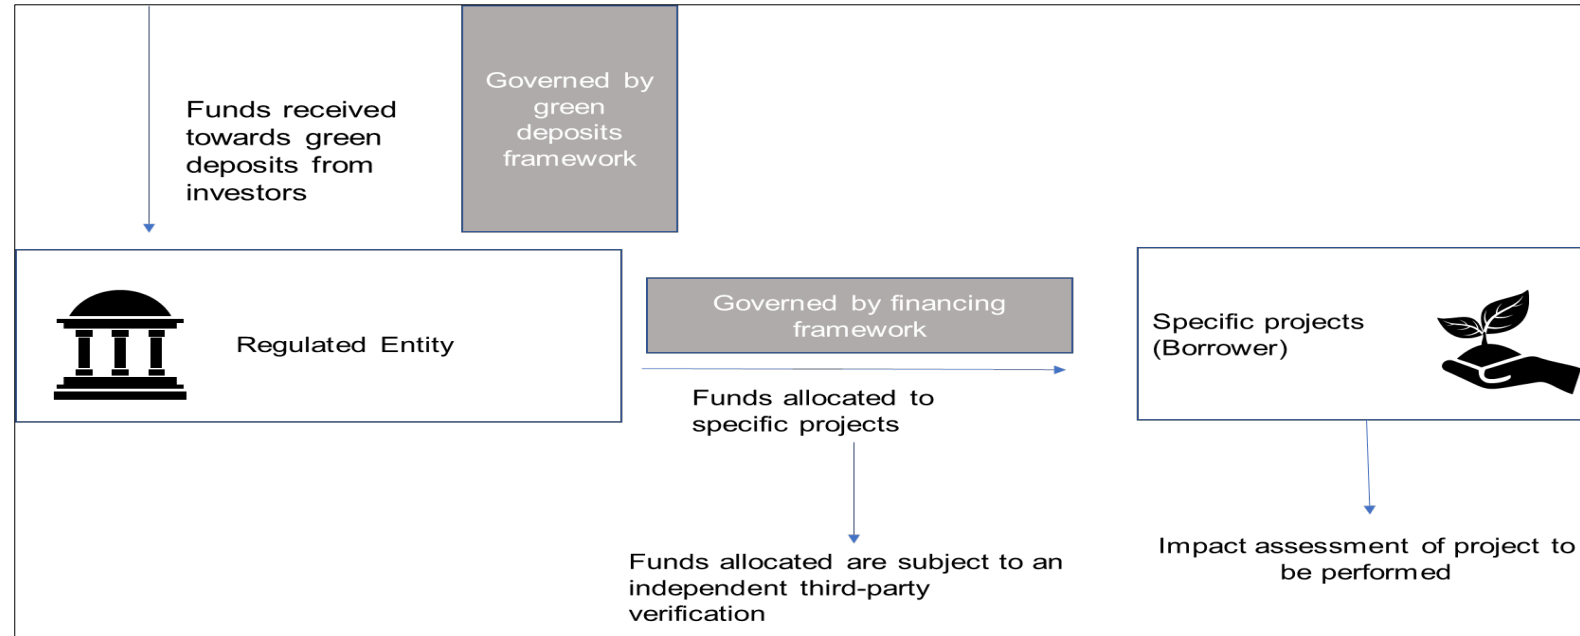 Funds received
towards green
deposits from
investors
Governed by
green
deposits
framework
Regulated Entity
Governed by financing
framework
Funds allocated to
specific projects
Specific projects
(Borrower)
Funds allocated are subject to an
independent third-party
verification
Impact assessment of project to
be performed